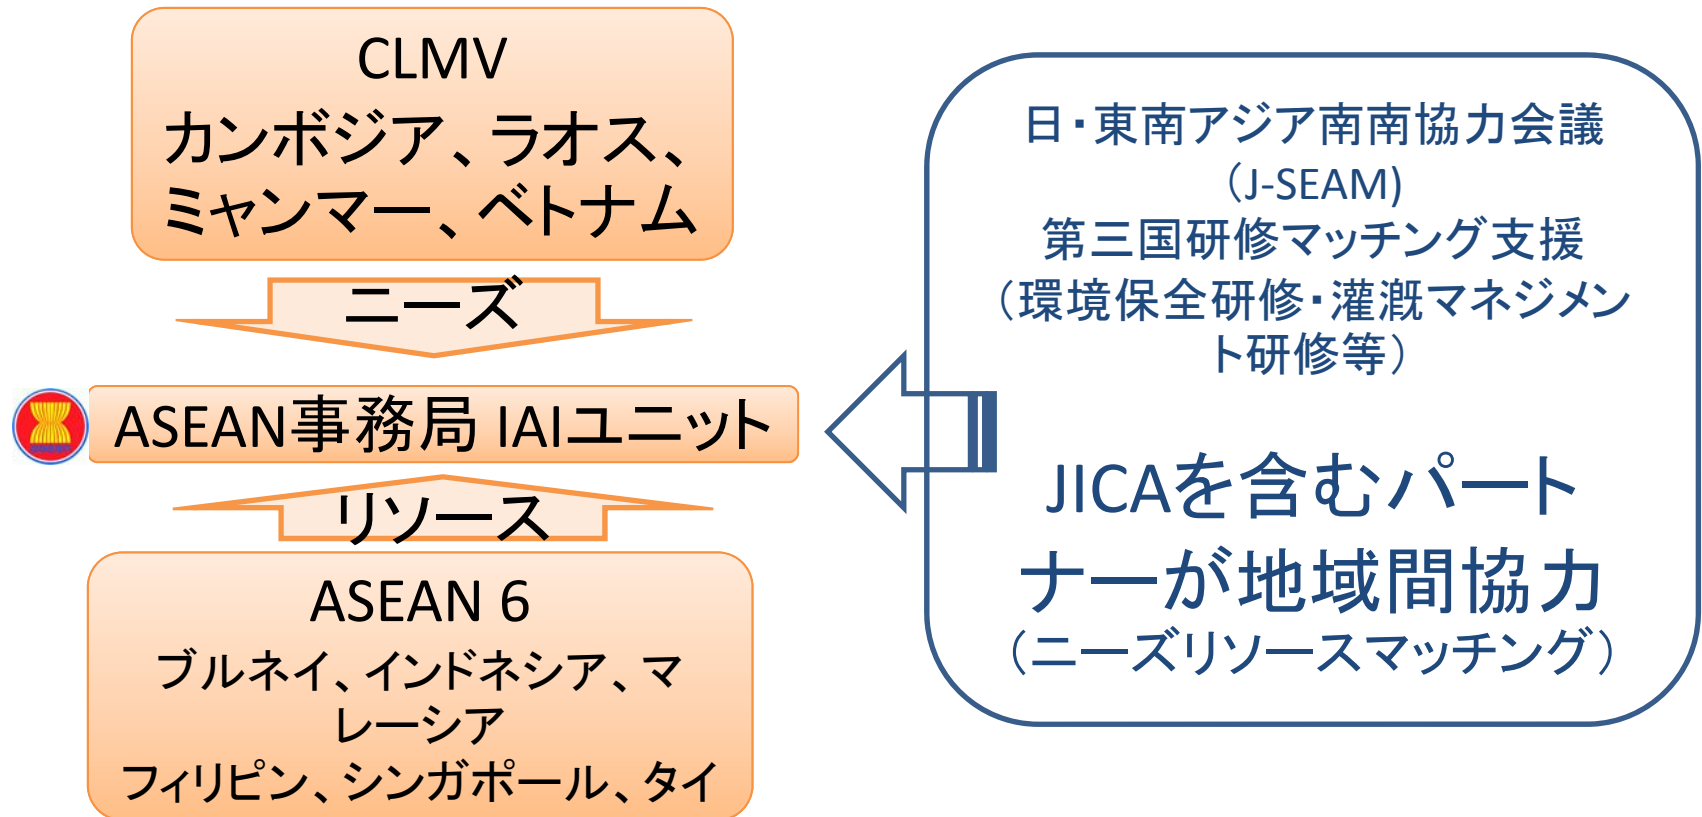 CLMV
カンボジア、ラオス、
ミャンマー、ベトナム
ニーズ
ASEAN事務局 IAIユニット
リソース
ASEAN 6
ブルネイ、インドネシア、マ
レーシア
フィリピン、シンガポール、タイ
日・東南アジア南南協力会議
（J-SEAM)
第三国研修マッチング支援
（環境保全研修・灌漑マネジメン
ト研修等）
JICAを含むパート
ナーが地域間協力
（ニーズリソースマッチング）